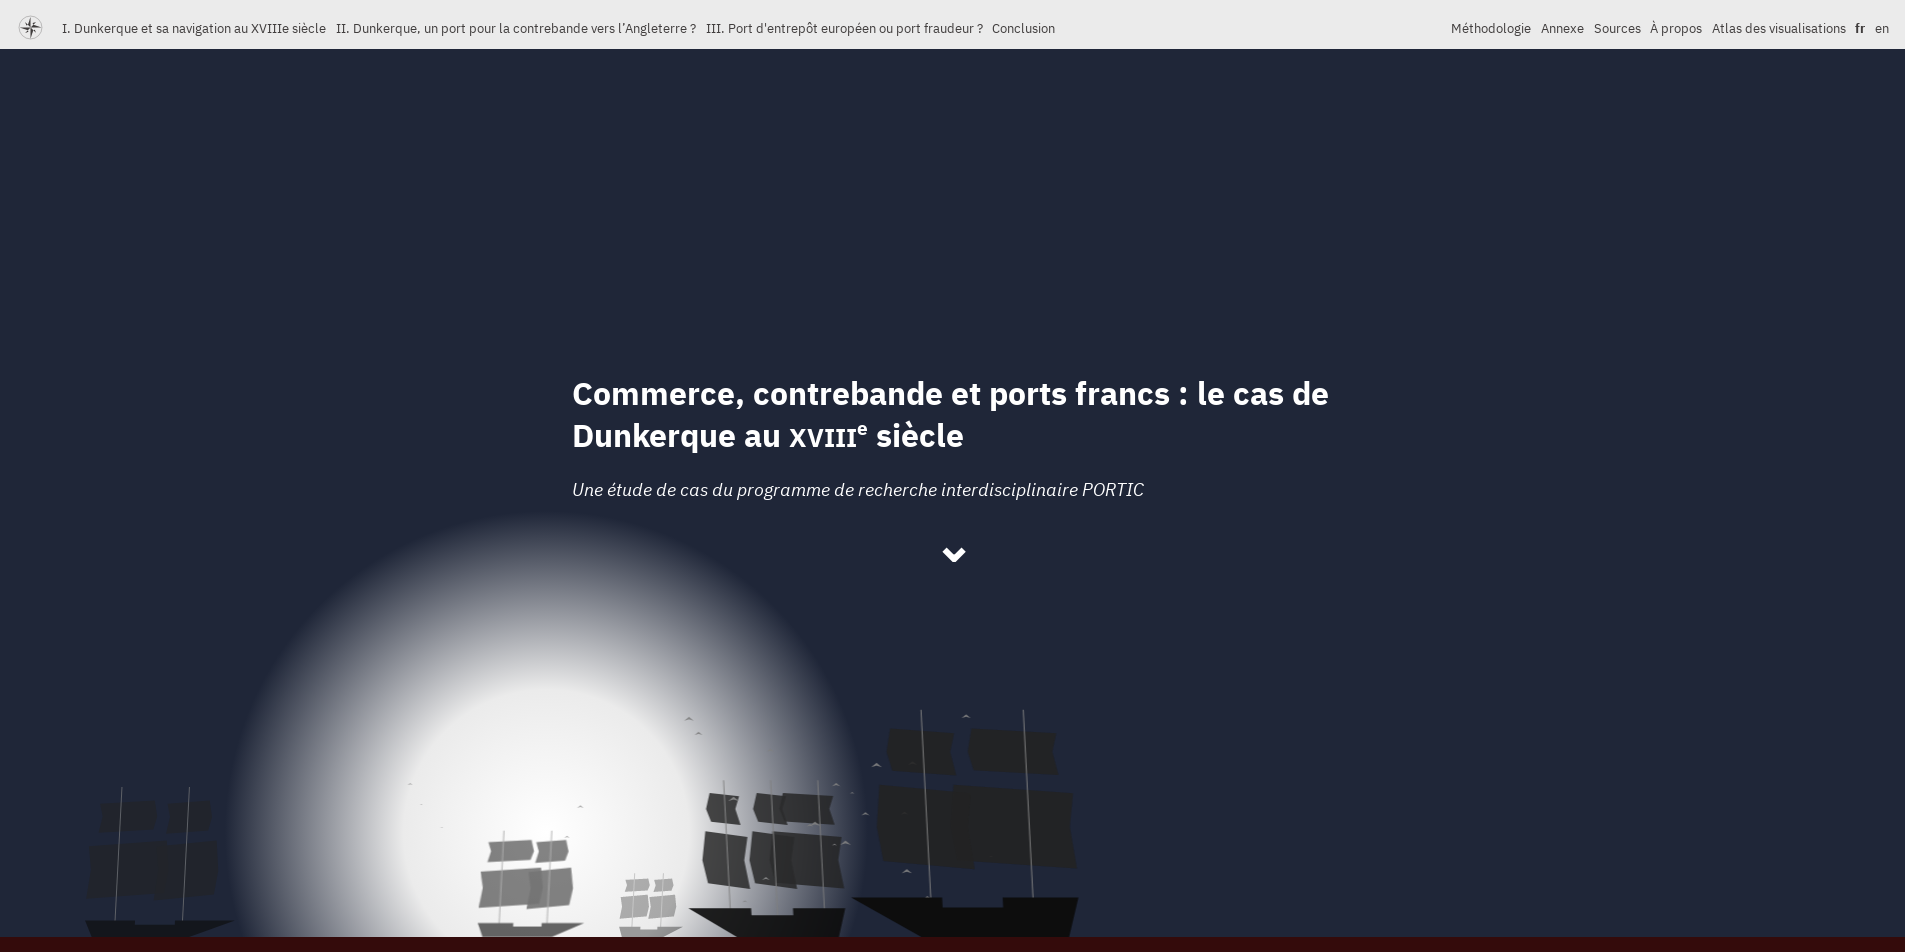 I. Dunkerque et sa navigation au XVIIIe siècle II. Dunkerque, un port pour la contrebande vers l’Angleterre ? III. Port d'entrepôt européen ou port fraudeur ? Conclusion Méthodologie Annexe Sources À propos Atlas des visualisations fr en
Commerce, contrebande et ports francs : le cas de
Dunkerque au XVIIIe siècle
Une étude de cas du programme de recherche interdisciplinaire PORTIC